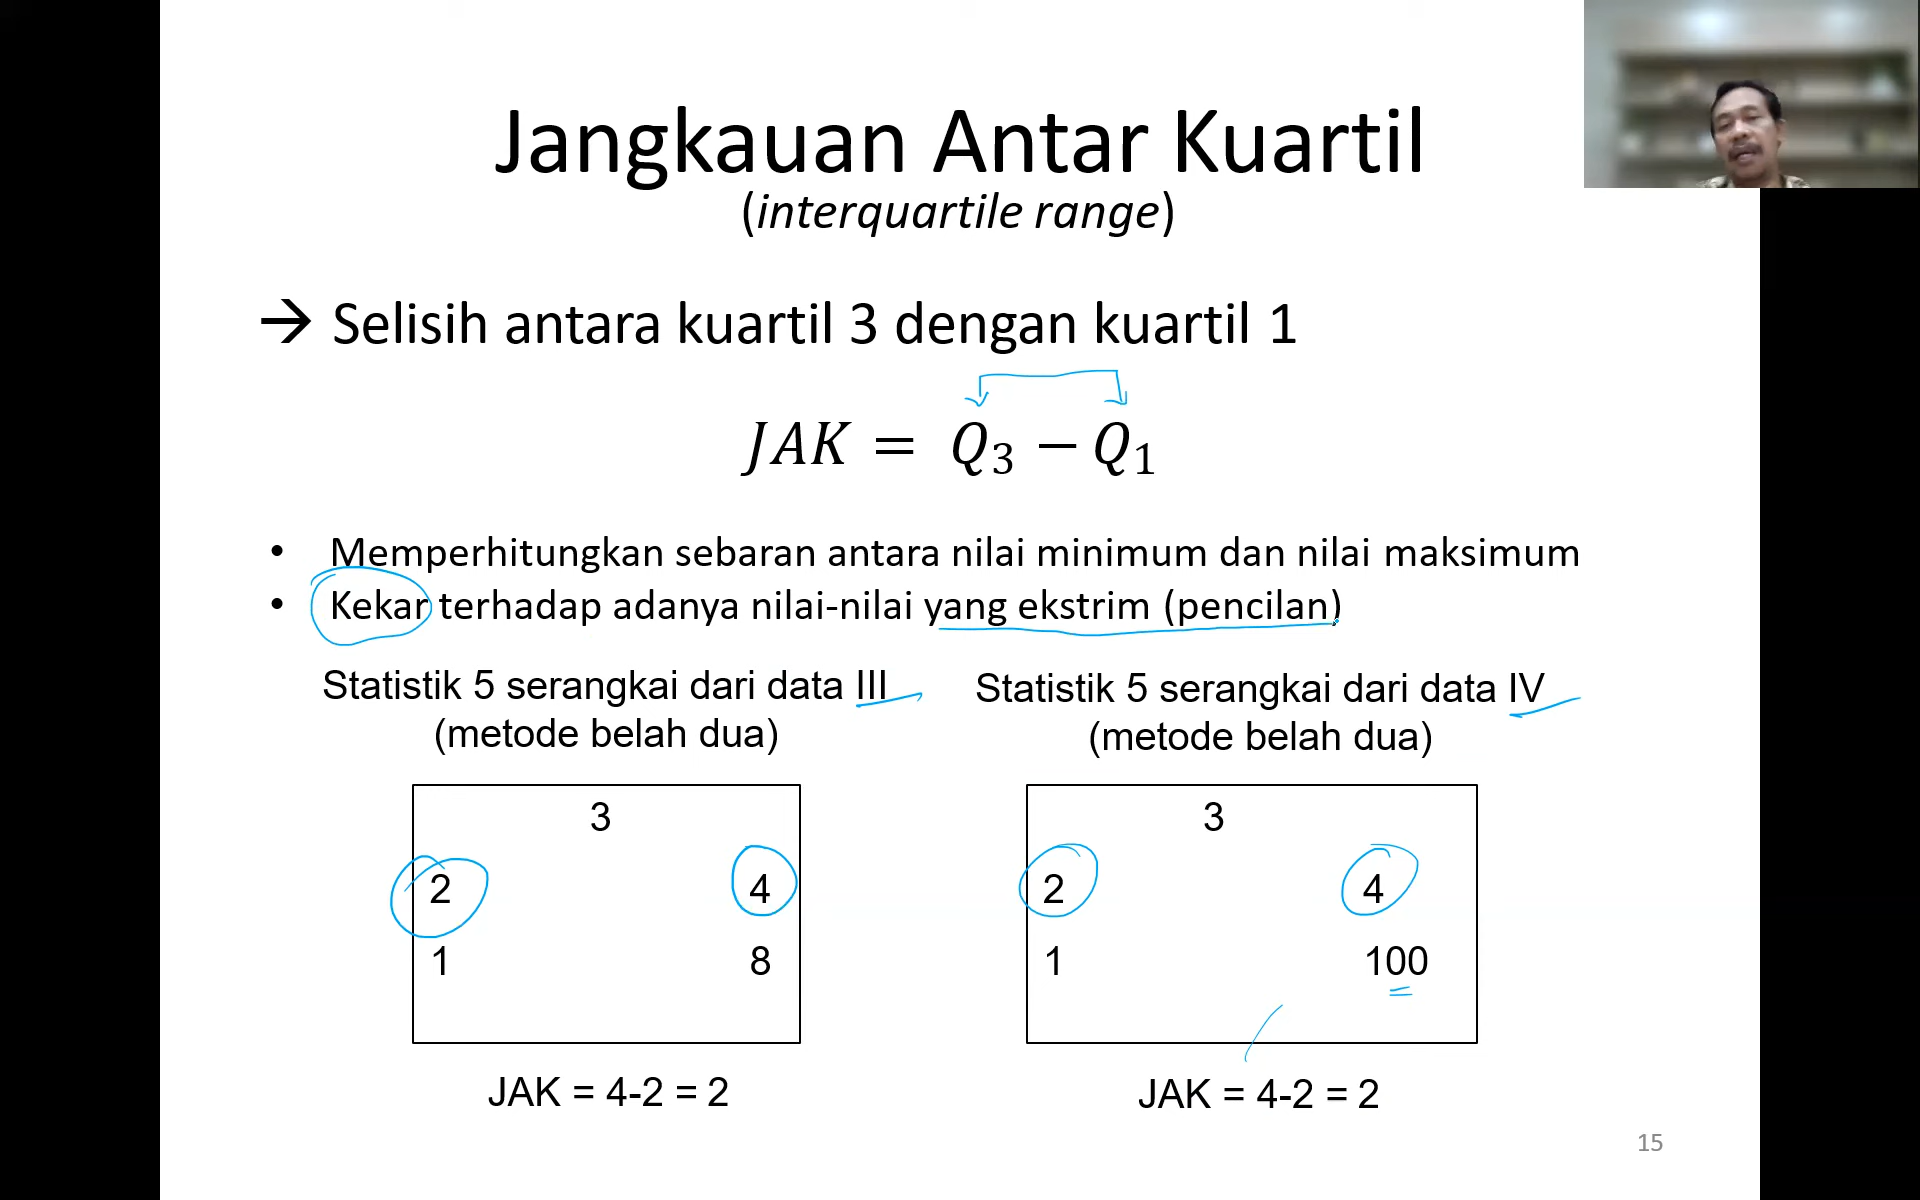 Jangkauan Antar Kuartil
(interquartile range)
→ Selisih antara kuartil 3 dengan kuartil 1
JAK = Q₃ − Q₁
• Memperhitungkan sebaran antara nilai minimum dan nilai maksimum
• Kekar terhadap adanya nilai-nilai yang ekstrim (pencilan)
Statistik 5 serangkai dari data III
(metode belah dua)
3
2 4
1 8
JAK = 4-2 = 2
Statistik 5 serangkai dari data IV
(metode belah dua)
3
2 4
1 100
JAK = 4-2 = 2
15